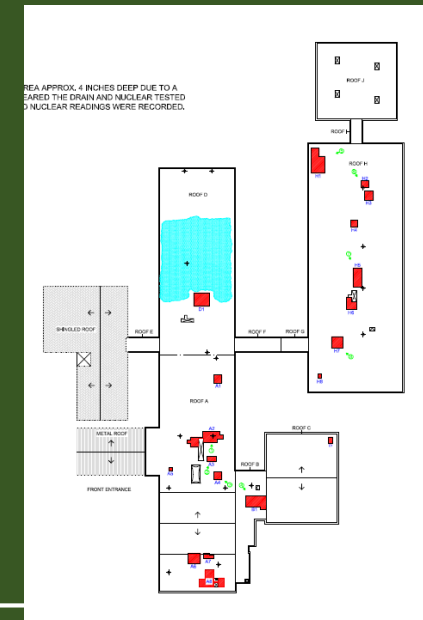 REA APPROX. 4 INCHES DEEP DUE TO A
EARED THE DRAIN AND NUCLEAR TESTED
O NUCLEAR READINGS WERE RECORDED.
ROOF J
ROOF I
ROOF H
H1
H2
H3
ROOF D
H4
H5
D1
H6
SHINGLED ROOF
ROOF E
ROOF F
ROOF G
H7
A1
H8
ROOF A
ROOF C
METAL ROOF
A2
A3
ROOF B
A4
FRONT ENTRANCE
B1
A6
A7
A8